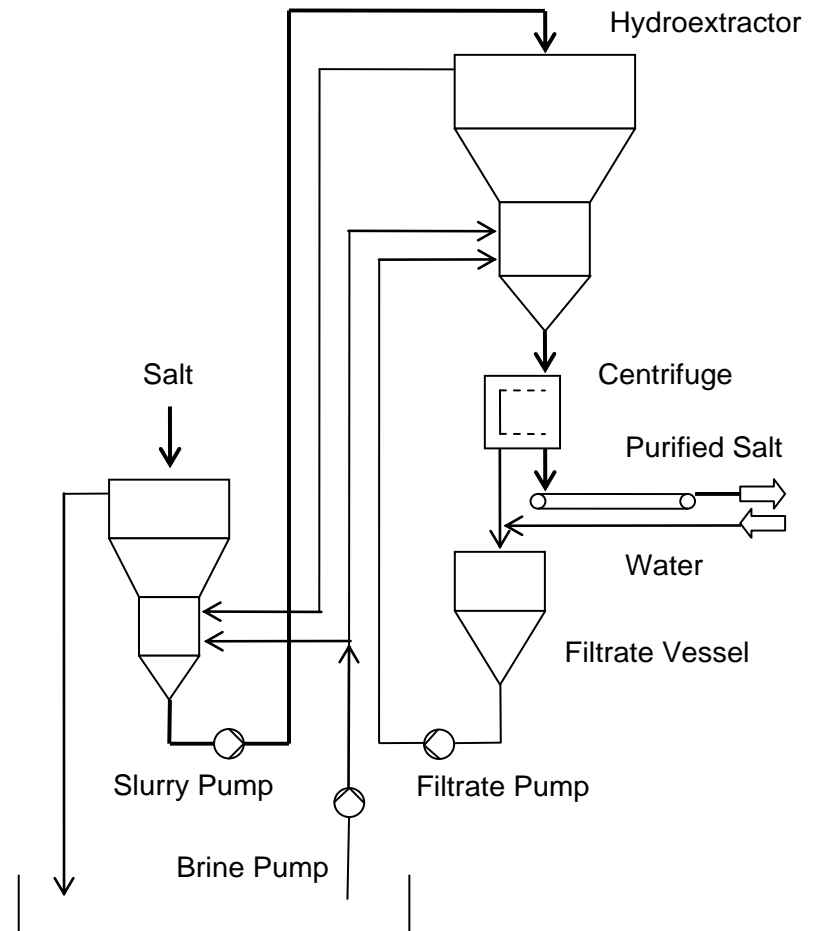 Hydroextractor
Salt
Centrifuge
Purified Salt
Water
Filtrate Vessel
Slurry Pump
Filtrate Pump
Brine Pump